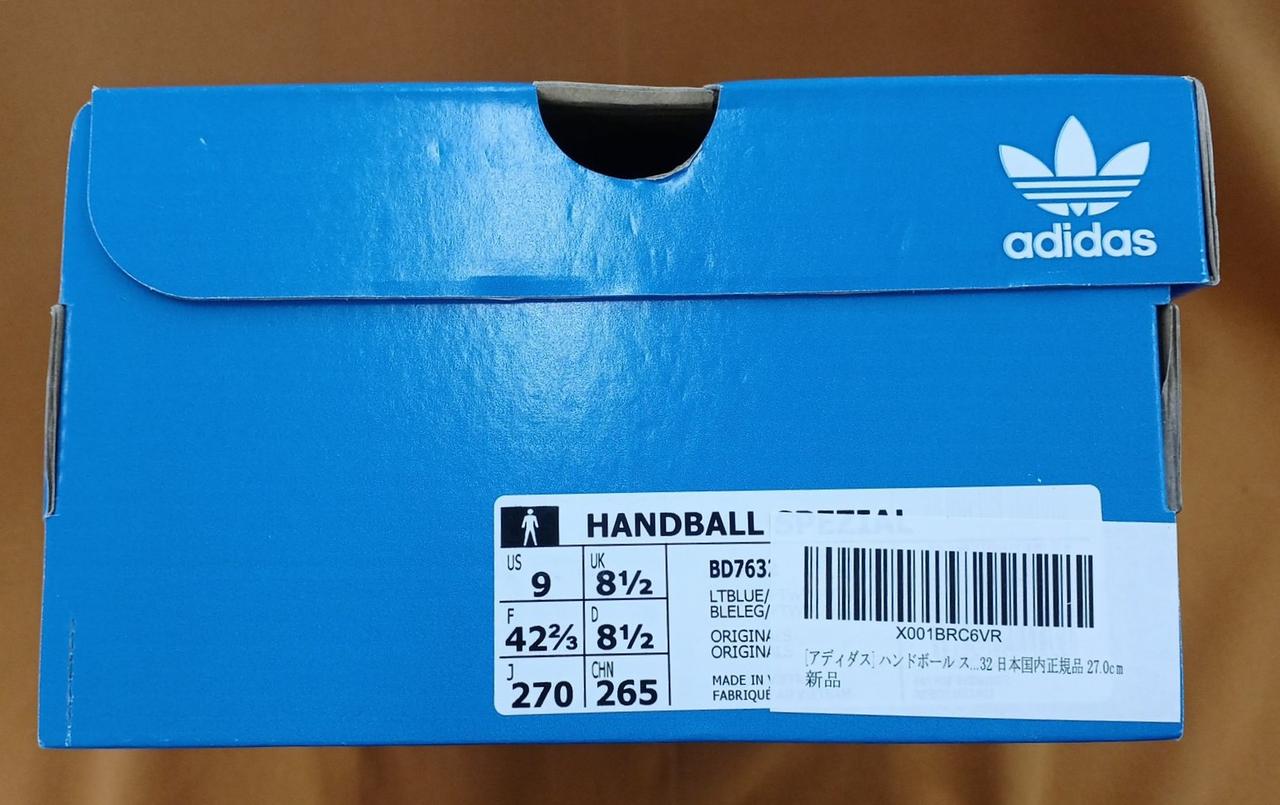 adidas
HANDBALL SPEZIAL
US 9
UK 8½
F 42⅔
D 8½
J 270
CHN 265
BD763
LTBLUE/
BLELEG/
ORIGINA
ORIGINA
MADE IN
FABRIQUÉ
X001BRC6VR
[アディダス] ハンドボール ス...32 日本国内正規品 27.0cm
新品